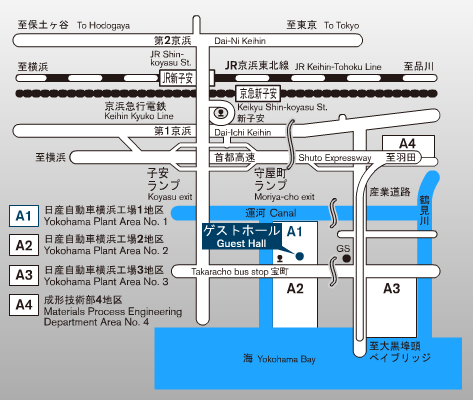 至保土ヶ谷 To Hodogaya
至東京 To Tokyo
第2京浜 Dai-Ni Keihin
JR Shin-
koyasu St.
至横浜
JR新子安
JR京浜東北線 JR Keihin-Tohoku Line
至品川
京急新子安
京浜急行電鉄
Keihin Kyuko Line
Keikyu Shin-koyasu St.
新子安
第1京浜 Dai-Ichi Keihin
A4
至横浜
首都高速 Shuto Expressway
至羽田
子安
ランプ
Koyasu exit
守屋町
ランプ
Moriya-cho exit
産業道路
鶴見川
運河 Canal
A1 日産自動車横浜工場1地区
Yokohama Plant Area No. 1
A2 日産自動車横浜工場2地区
Yokohama Plant Area No. 2
A3 日産自動車横浜工場3地区
Yokohama Plant Area No. 3
A4 成形技術部4地区
Materials Process Engineering
Department Area No. 4
ゲストホール
Guest Hall
A1
GS
Takaracho bus stop 宝町
A2
A3
至大黒埠頭
ベイブリッジ
海 Yokohama Bay